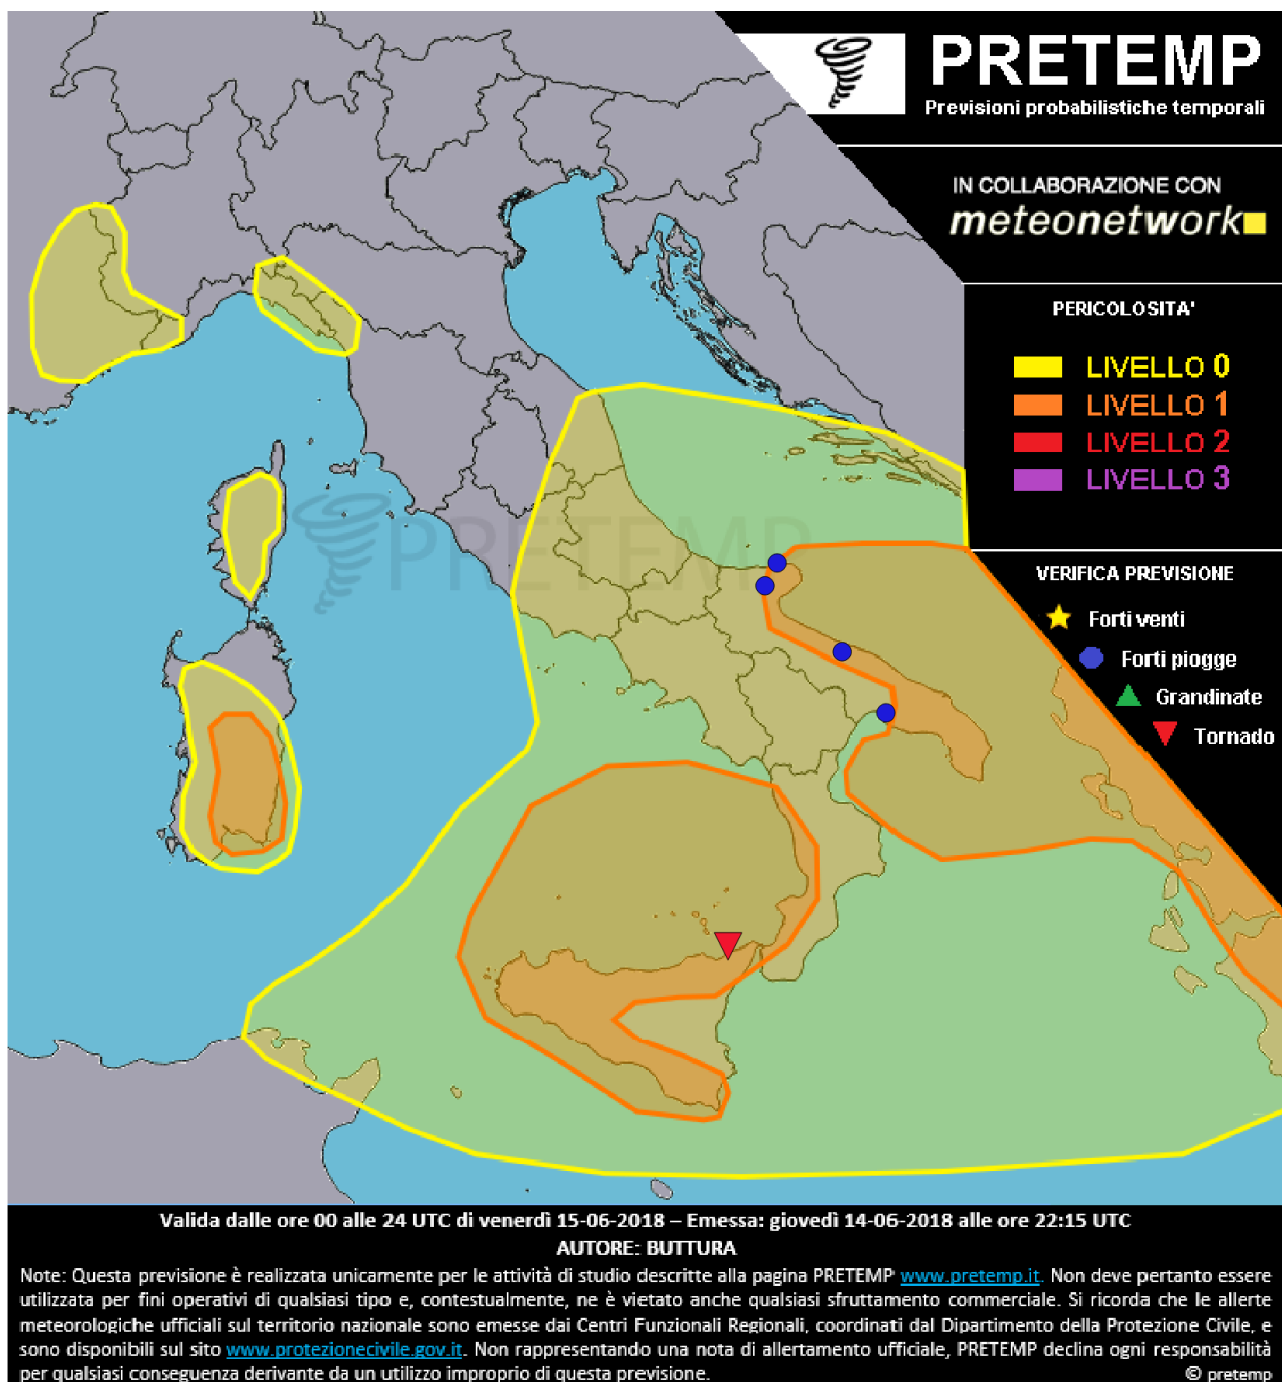 PRETEMP
Previsioni probabilistiche temporali
IN COLLABORAZIONE CON
meteonetwork
PERICOLOSITA'
LIVELLO 0
LIVELLO 1
LIVELLO 2
LIVELLO 3
PRETEMP
VERIFICA PREVISIONE
Forti venti
Forti piogge
Grandinate
Tornado
Valida dalle ore 00 alle 24 UTC di venerdì 15-06-2018 – Emessa: giovedì 14-06-2018 alle ore 22:15 UTC
AUTORE: BUTTURA
Note: Questa previsione è realizzata unicamente per le attività di studio descritte alla pagina PRETEMP www.pretemp.it. Non deve pertanto essere
utilizzata per fini operativi di qualsiasi tipo e, contestualmente, ne è vietato anche qualsiasi sfruttamento commerciale. Si ricorda che le allerte
meteorologiche ufficiali sul territorio nazionale sono emesse dai Centri Funzionali Regionali, coordinati dal Dipartimento della Protezione Civile, e
sono disponibili sul sito www.protezionecivile.gov.it. Non rappresentando una nota di allertamento ufficiale, PRETEMP declina ogni responsabilità
per qualsiasi conseguenza derivante da un utilizzo improprio di questa previsione.
© pretemp